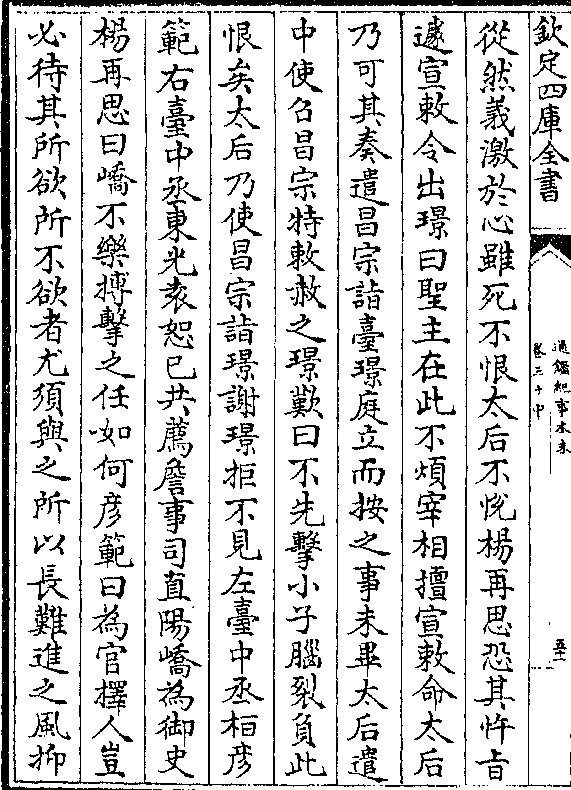 欽定四庫全書
通鑑紀事本末
卷三十中
從然義激於心雖死不恨太后不悅楊再思恐其忤旨
遽宣敕令出璟曰聖主在此不煩宰相擅宣敕命太后
乃可其奏遣昌宗詣臺璟庭立而按之事未畢太后遣
中使召昌宗特敕赦之璟歎曰不先擊小子腦裂負此
恨矣太后乃使昌宗詣璟謝璟拒不見左臺中丞桓彦
範右臺中丞東光袁恕已共薦詹事司直陽嶠為御史
楊再思曰嶠不樂搏擊之任如何彦範曰為官擇人豈
必待其所欲所不欲者尤須與之所以長難進之風抑